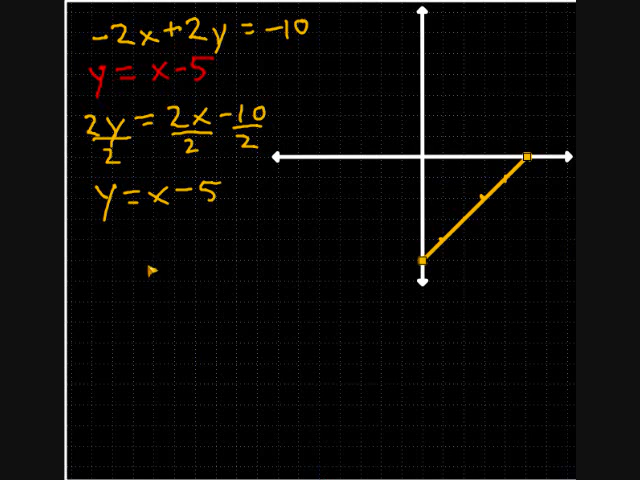 -2x+2y = -10
y = x-5
2y/2 = 2x/2 -10/2
y = x-5